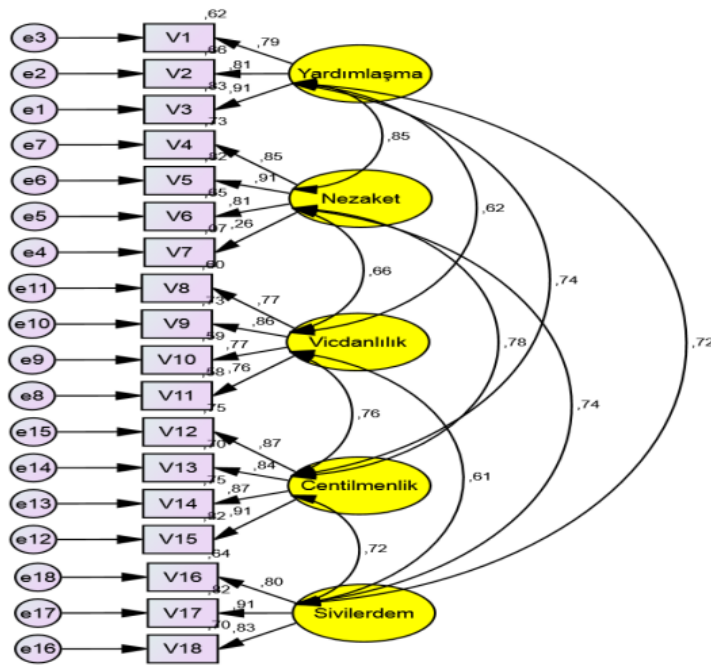 ,62
e3 V1 ,79
,66
e2 V2 ,81 Yardımlaşma
,83
e1 V3 ,91
,73
e7 V4 ,85 ,85
,82
e6 V5 ,91 Nezaket
,65
e5 V6 ,81 ,62
,07
e4 V7 ,26
,60 ,66 ,74
e11 V8 ,77
,73
e10 V9 ,86 Vicdanlılık ,78 ,72
,59
e9 V10 ,77
,58
e8 V11 ,76 ,74
,75 ,76
e15 V12 ,87
,70
e14 V13 ,84 ,61
,75
e13 V14 ,87 Centilmenlik
,82
e12 V15 ,91
,64 ,72
e18 V16 ,80
,82
e17 V17 ,91 Sivilerdem
,70
e16 V18 ,83